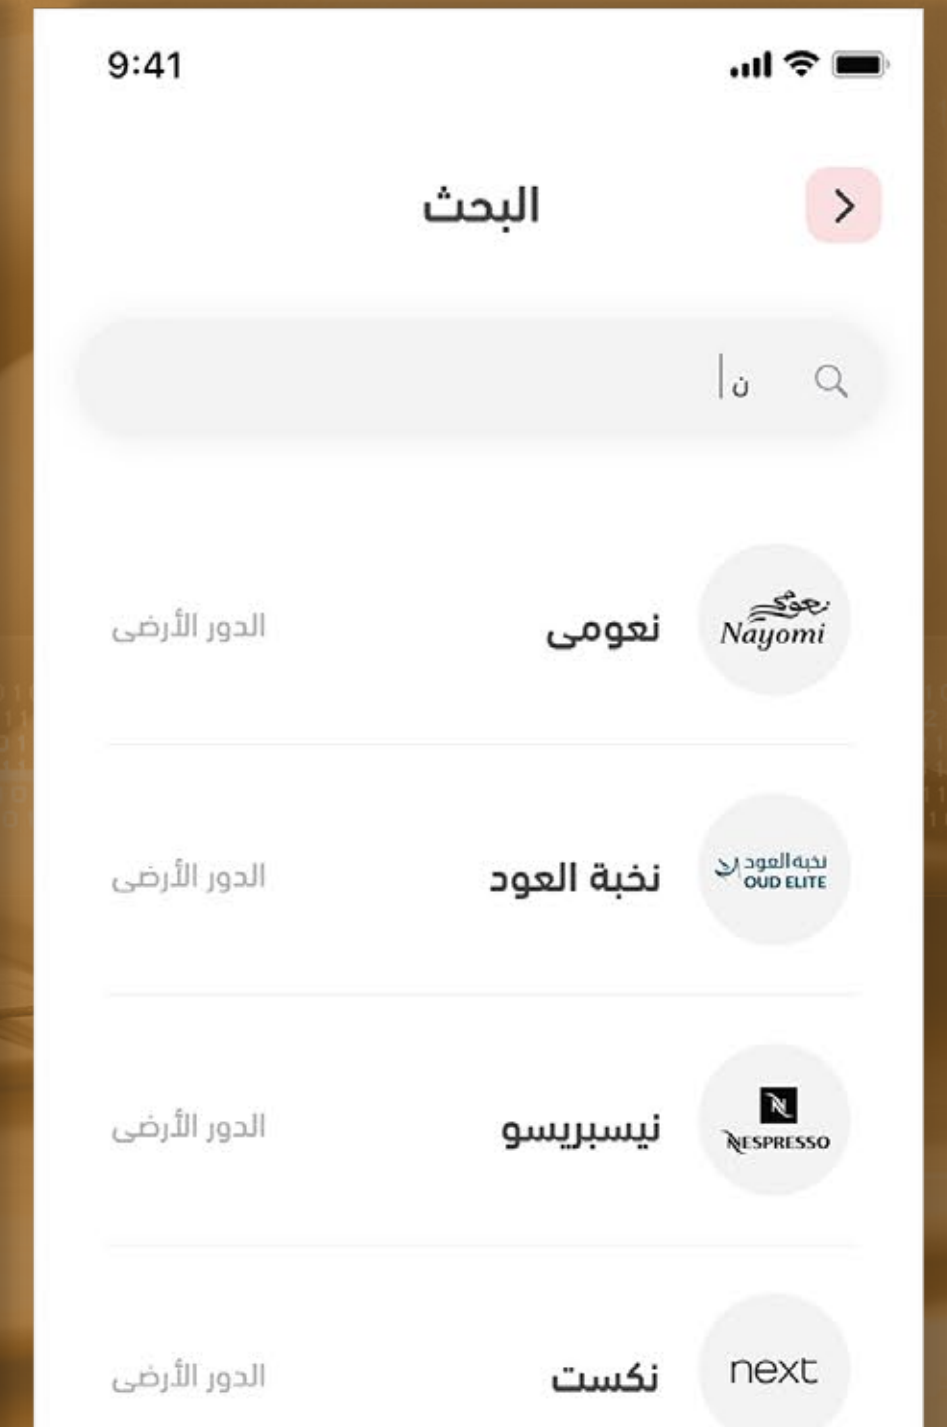 9:41
البحث
ن
نعومي
Nayomi
نعومى
الدور الأرضى
نخبة العود
OUD ELITE
نخبة العود
الدور الأرضى
N
NESPRESSO
نيسبريسو
الدور الأرضى
next
نكست
الدور الأرضى